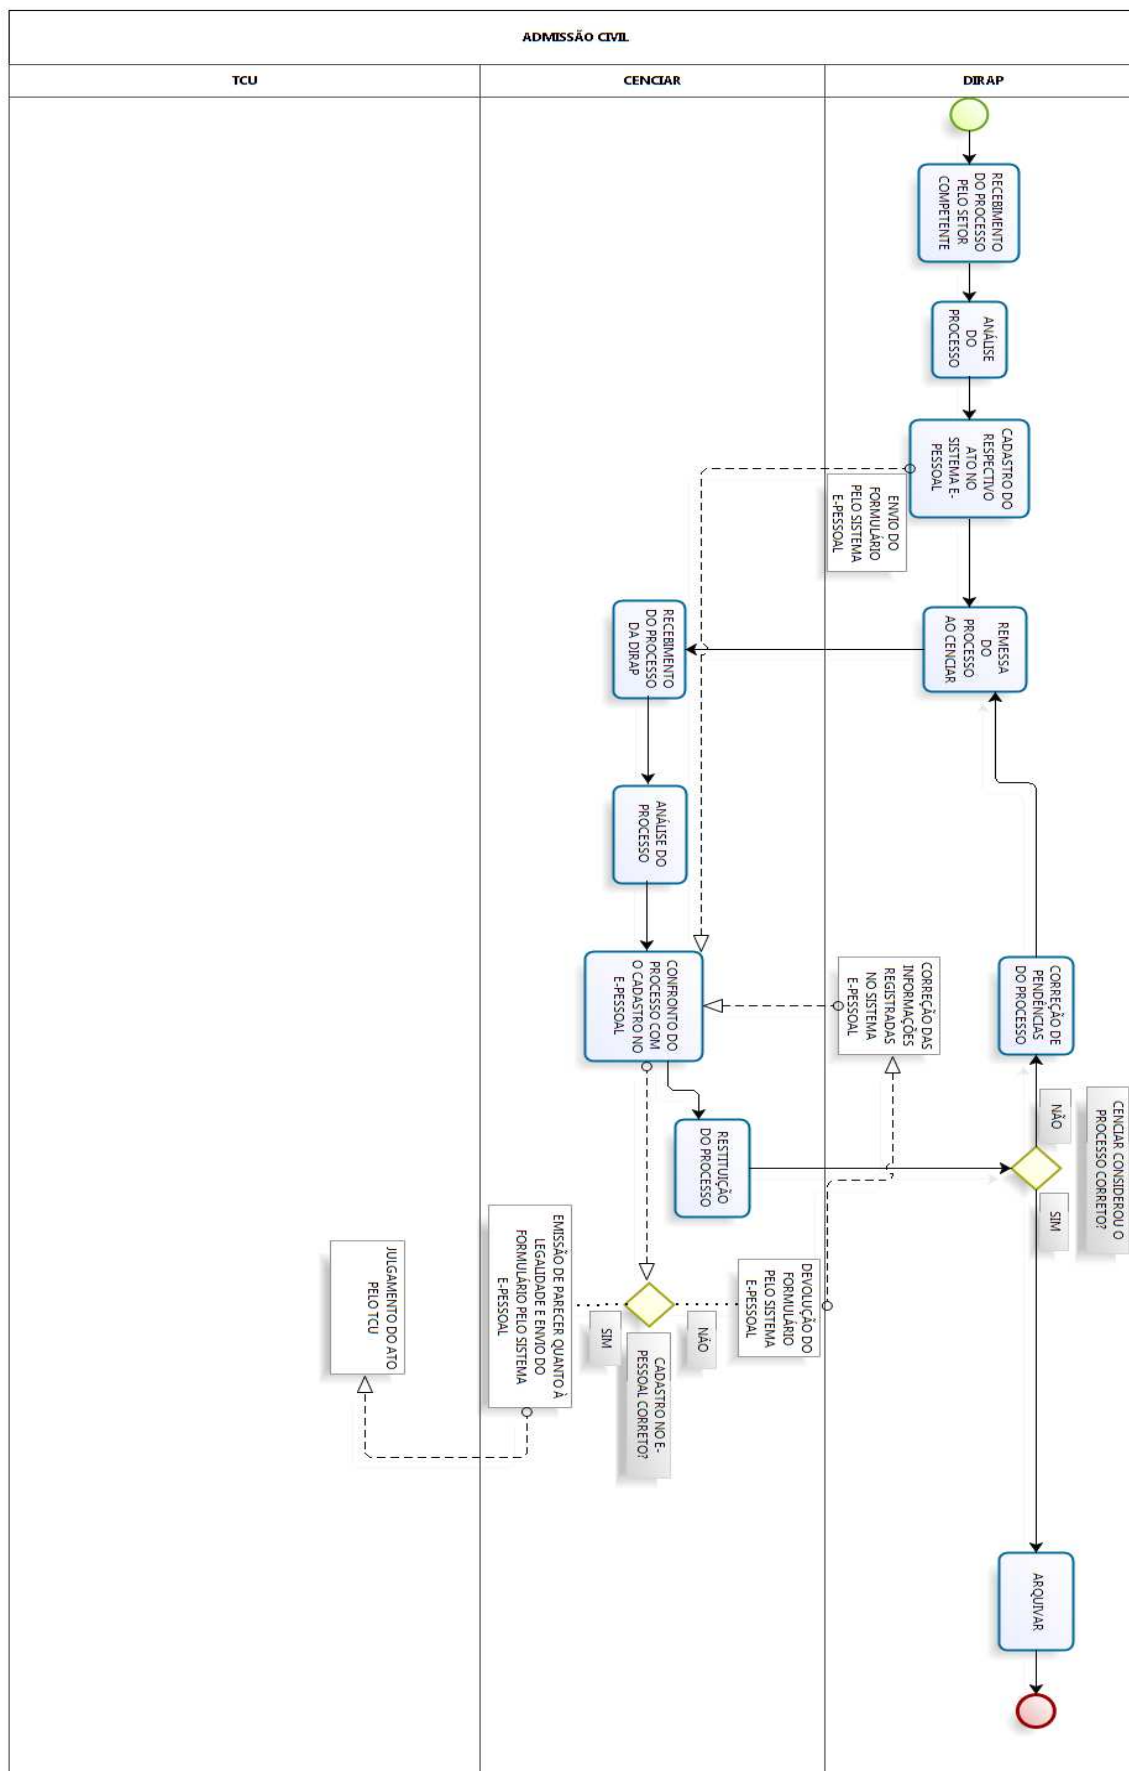 ADMISSÃO CIVIL
TCU
CENCIAR
DIRAP
RECEBIMENTO
DO PROCESSO
PELO SETOR
COMPETENTE
ANÁLISE
DO
PROCESSO
CADASTRO DO
RESPECTIVO
ATO NO
SISTEMA E-
PESSOAL
ENVIO DO
FORMULÁRIO
PELO SISTEMA
E-PESSOAL
REMESSA
DO
PROCESSO
AO CENCIAR
RECEBIMENTO
DO PROCESSO
DA DIRAP
ANÁLISE DO
PROCESSO
CONFRONTO DO
PROCESSO COM
O CADASTRO NO
E-PESSOAL
CORREÇÃO DAS
INFORMAÇÕES
REGISTRADAS
NO SISTEMA
E-PESSOAL
CORREÇÃO DE
PENDÊNCIAS
DO PROCESSO
CENCIAR CONSIDEROU O
PROCESSO CORRETO?
NÃO
SIM
RESTITUIÇÃO
DO PROCESSO
DEVOLUÇÃO DO
FORMULÁRIO
PELO SISTEMA
E-PESSOAL
NÃO
SIM
CADASTRO NO E-
PESSOAL CORRETO?
EMISSÃO DE PARECER QUANTO À
LEGALIDADE E ENVIO DO
FORMULÁRIO PELO SISTEMA
E-PESSOAL
JULGAMENTO DO ATO
PELO TCU
ARQUIVAR